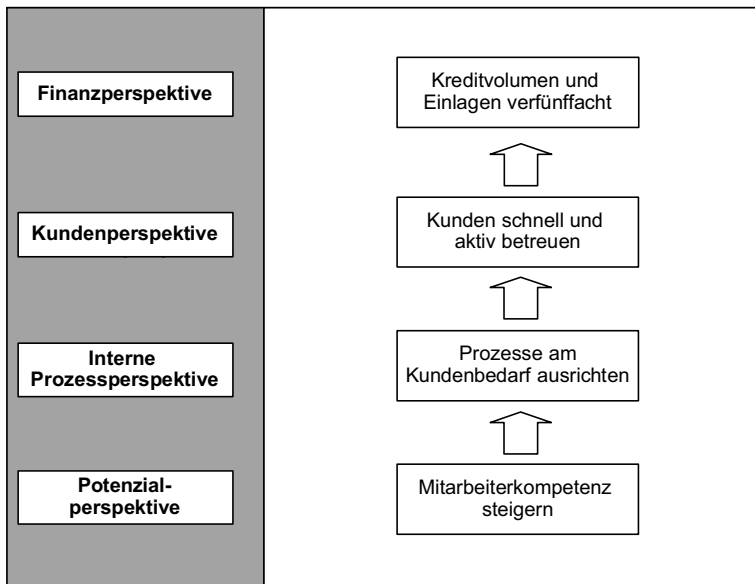 Finanzperspektive
Kreditvolumen und
Einlagen verfünffacht
Kundenperspektive
Kunden schnell und
aktiv betreuen
Interne
Prozessperspektive
Prozesse am
Kundenbedarf ausrichten
Potenzial-
perspektive
Mitarbeiterkompetenz
steigern